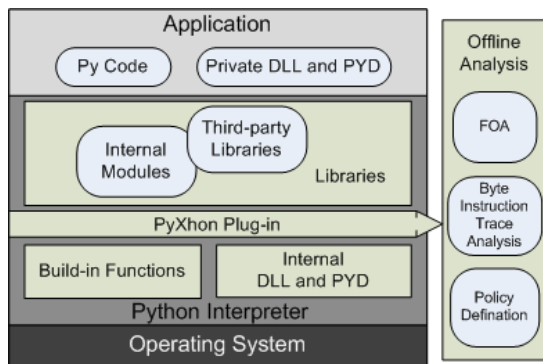 Application
Py Code
Private DLL and PYD
Internal
Modules
Third-party
Libraries
Libraries
PyXhon Plug-in
Build-in Functions
Internal
DLL and PYD
Python Interpreter
Operating System
Offline
Analysis
FOA
Byte
Instruction
Trace
Analysis
Policy
Defination